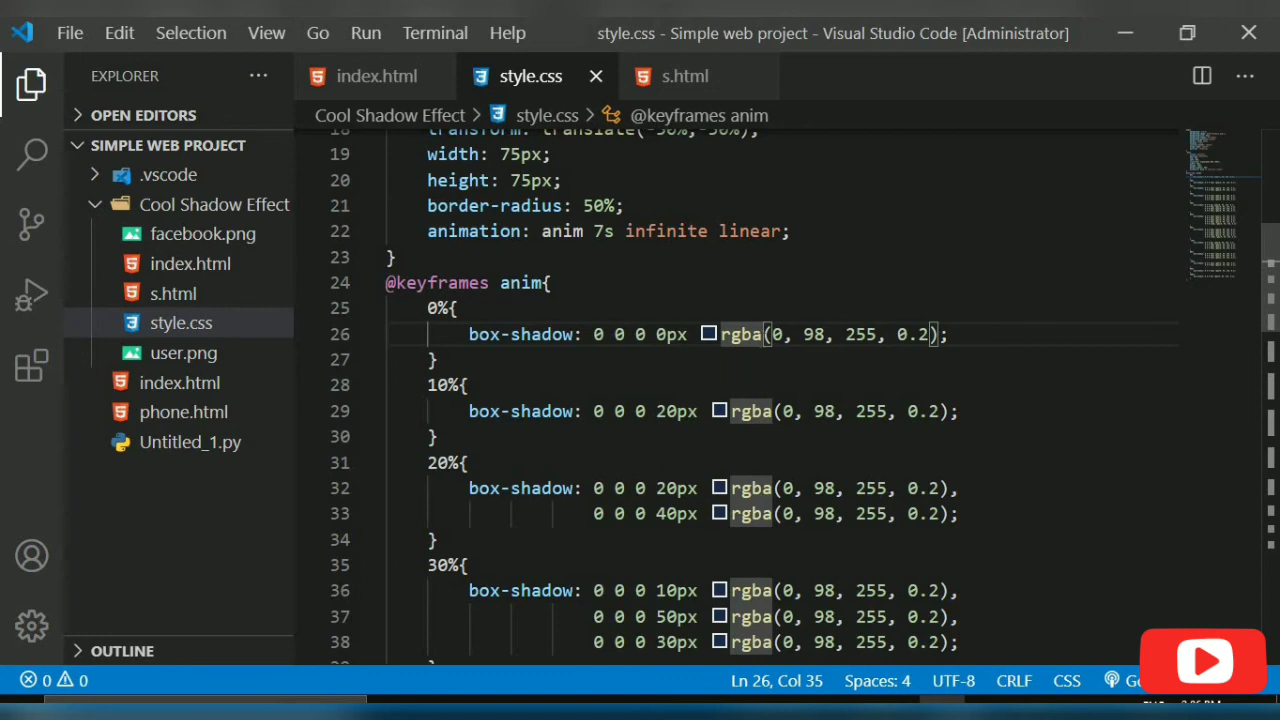 File Edit Selection View Go Run Terminal Help style.css - Simple web project - Visual Studio Code [Administrator]
EXPLORER
index.html
style.css
s.html
OPEN EDITORS
Cool Shadow Effect > style.css > @keyframes anim
SIMPLE WEB PROJECT
.vscode
Cool Shadow Effect
facebook.png
index.html
s.html
style.css
user.png
index.html
phone.html
Untitled_1.py
OUTLINE
18 transform: translate(-50%,-50%);
19 width: 75px;
20 height: 75px;
21 border-radius: 50%;
22 animation: anim 7s infinite linear;
23 }
24 @keyframes anim{
25 0%{
26 box-shadow: 0 0 0 0px rgba(0, 98, 255, 0.2);
27 }
28 10%{
29 box-shadow: 0 0 0 20px rgba(0, 98, 255, 0.2);
30 }
31 20%{
32 box-shadow: 0 0 0 20px rgba(0, 98, 255, 0.2),
33 0 0 0 40px rgba(0, 98, 255, 0.2);
34 }
35 30%{
36 box-shadow: 0 0 0 10px rgba(0, 98, 255, 0.2),
37 0 0 0 50px rgba(0, 98, 255, 0.2),
38 0 0 0 30px rgba(0, 98, 255, 0.2);
0 0 Ln 26, Col 35 Spaces: 4 UTF-8 CRLF CSS